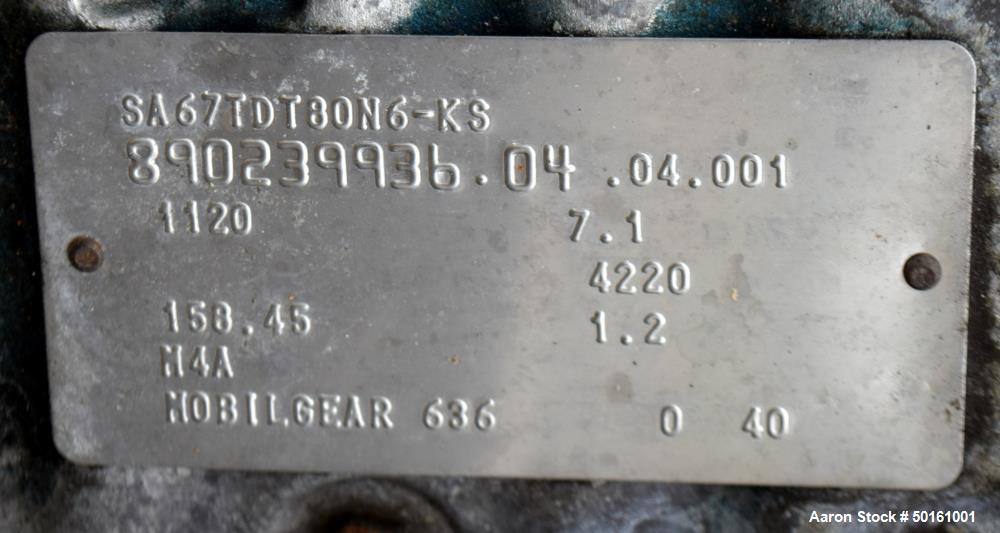 SA67TDT80N6-KS
890239936.04.04.001
1120 7.1
4220
158.45 1.2
M4A
MOBILGEAR 636 0 40
Aaron Stock # 50161001